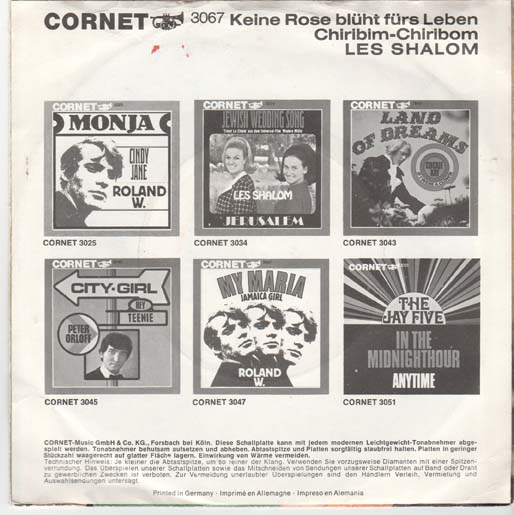 CORNET 3067 Keine Rose blüht fürs Leben
Chiribim-Chiribom
LES SHALOM
CORNET
MONJA
CINDY
JANE
ROLAND
W.
CORNET 3025
CORNET
JEWISH WEDDING SONG
LES SHALOM
JERUSALEM
CORNET 3034
CORNET
LAND
OF DREAMS
CORNET 3043
CORNET
CITY-GIRL
HEY
TEENIE
PETER
ORLOFF
CORNET 3045
CORNET
MY MARIA
JAMAICA GIRL
ROLAND
W.
CORNET 3047
CORNET
THE
JAY FIVE
IN THE
MIDNIGHTHOUR
ANYTIME
CORNET 3051
CORNET-Music GmbH & Co. KG., Forsbach bei Köln. Diese Schallplatte kann mit jedem modernen Leichtgewicht-Tonabnehmer abge-
spielt werden. Tonabnehmer behutsam aufsetzen und abheben. Abtastspitze und Platten sorgfältig staubfrei halten. Platten in geringer
Stückzahl waagerecht auf glatter Fläche lagern. Einwirkung von Wärme vermeiden.
Technischer Hinweis: Je kleiner die Abtastspitze, um so reiner der Klang. Verwenden Sie vorzugsweise Diamanten mit einer Spitzen-
verrundung. Das Überspielen unserer Schallplatten sowie das Mitschneiden von Sendungen unserer Schallplatten auf Band oder Draht
zu gewerblichen Zwecken ist verboten. Zur Vermeidung unerlaubter Überspielungen sind den Händlern Verleih, Vermietung und
Auswahlsendungen untersagt.
Printed in Germany · Imprimé en Allemagne · Impreso en Alemania